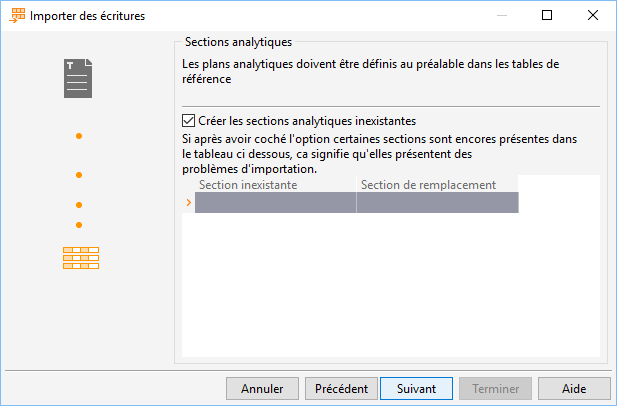 Importer des écritures
Sections analytiques
Les plans analytiques doivent être définis au préalable dans les tables de
référence
Créer les sections analytiques inexistantes
Si après avoir coché l'option certaines sections sont encores présentes dans
le tableau ci dessous, ca signifie qu'elles présentent des
problèmes d'importation.
Section inexistante Section de remplacement
T
Annuler Précédent Suivant Terminer Aide